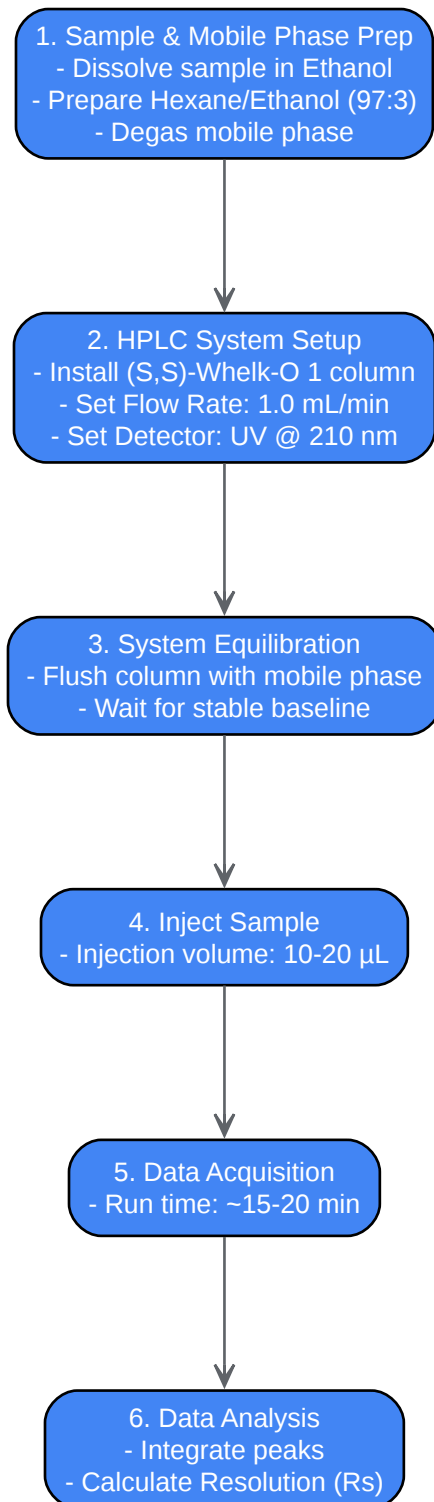 1. Sample & Mobile Phase Prep
- Dissolve sample in Ethanol
- Prepare Hexane/Ethanol (97:3)
- Degas mobile phase
2. HPLC System Setup
- Install (S,S)-Whelk-O 1 column
- Set Flow Rate: 1.0 mL/min
- Set Detector: UV @ 210 nm
3. System Equilibration
- Flush column with mobile phase
- Wait for stable baseline
4. Inject Sample
- Injection volume: 10-20 µL
5. Data Acquisition
- Run time: ~15-20 min
6. Data Analysis
- Integrate peaks
- Calculate Resolution (Rs)